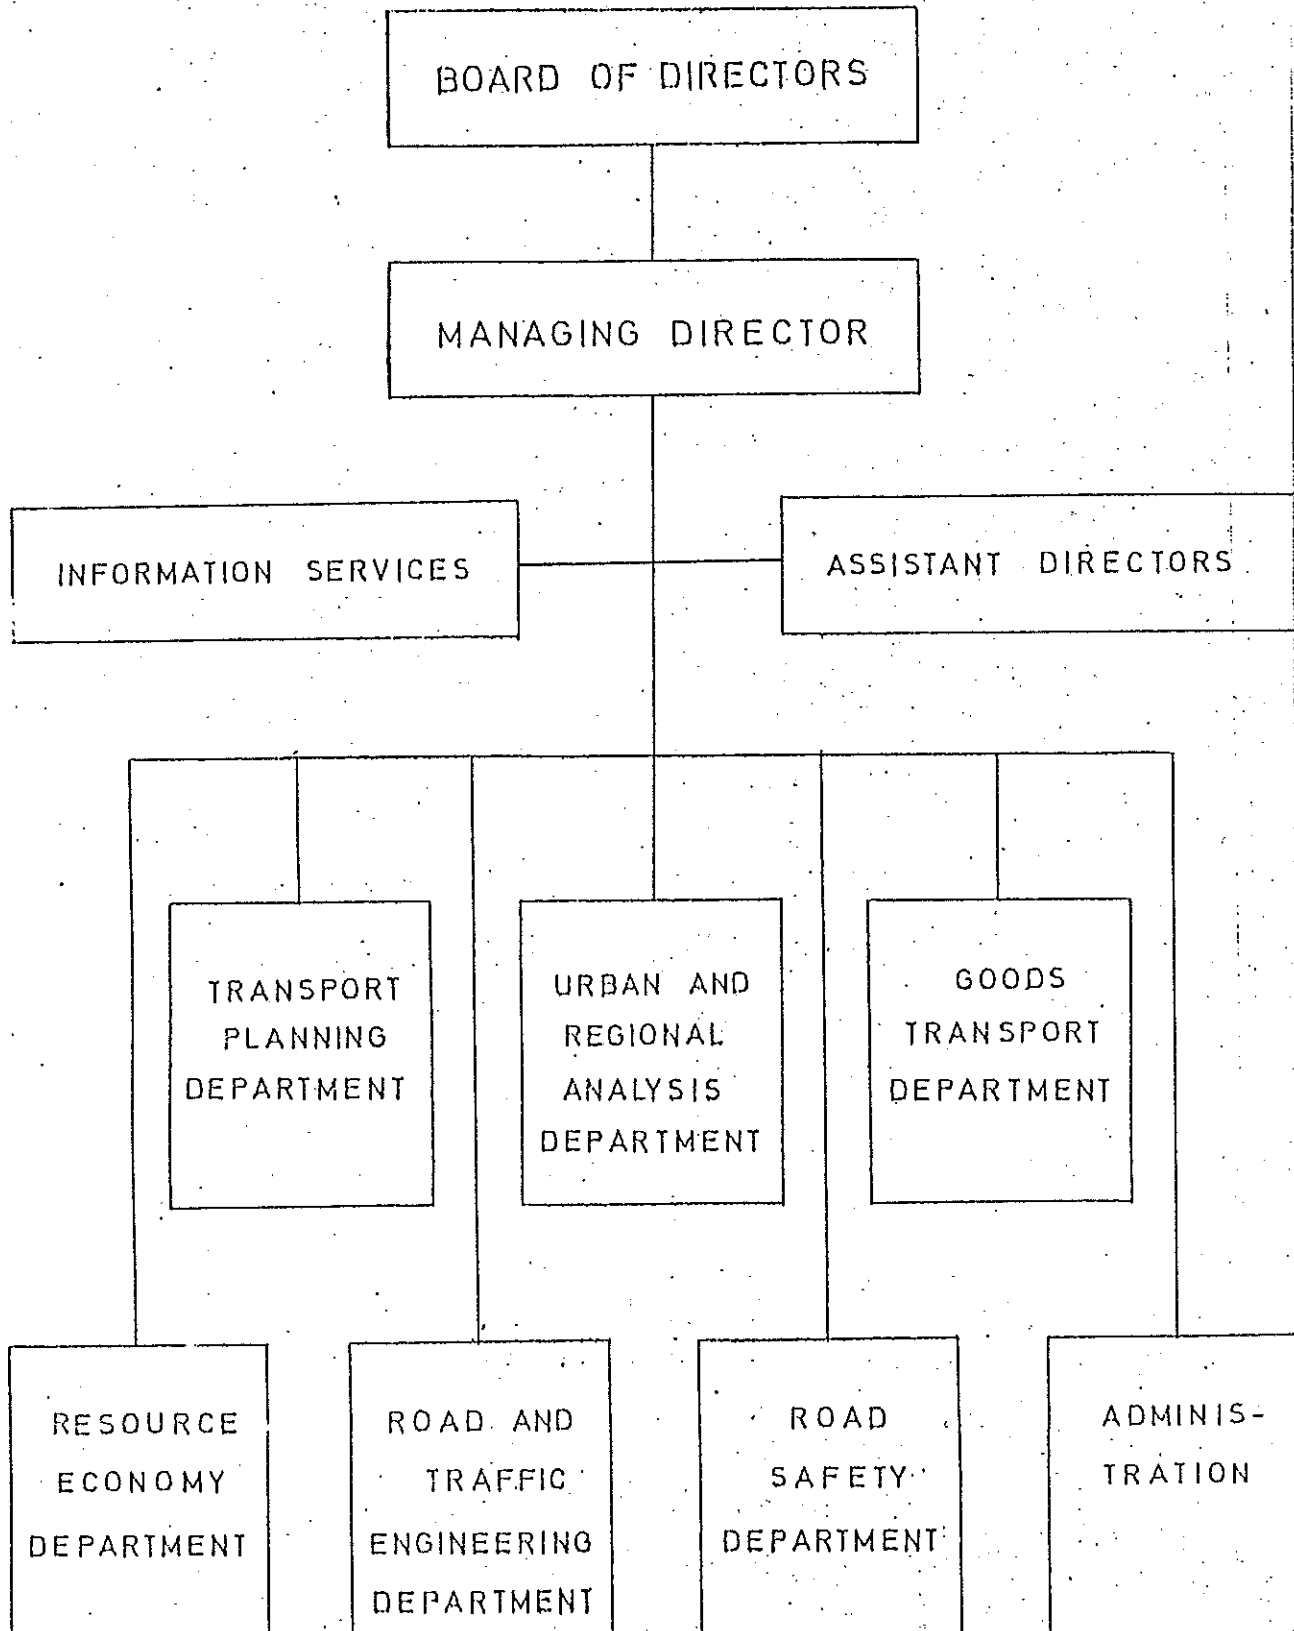 BOARD OF DIRECTORS
MANAGING DIRECTOR
INFORMATION SERVICES
ASSISTANT DIRECTORS
TRANSPORT
PLANNING
DEPARTMENT
URBAN AND
REGIONAL
ANALYSIS
DEPARTMENT
GOODS
TRANSPORT
DEPARTMENT
RESOURCE
ECONOMY
DEPARTMENT
ROAD AND
TRAFFIC
ENGINEERING
DEPARTMENT
ROAD
SAFETY
DEPARTMENT
ADMINIS-
TRATION